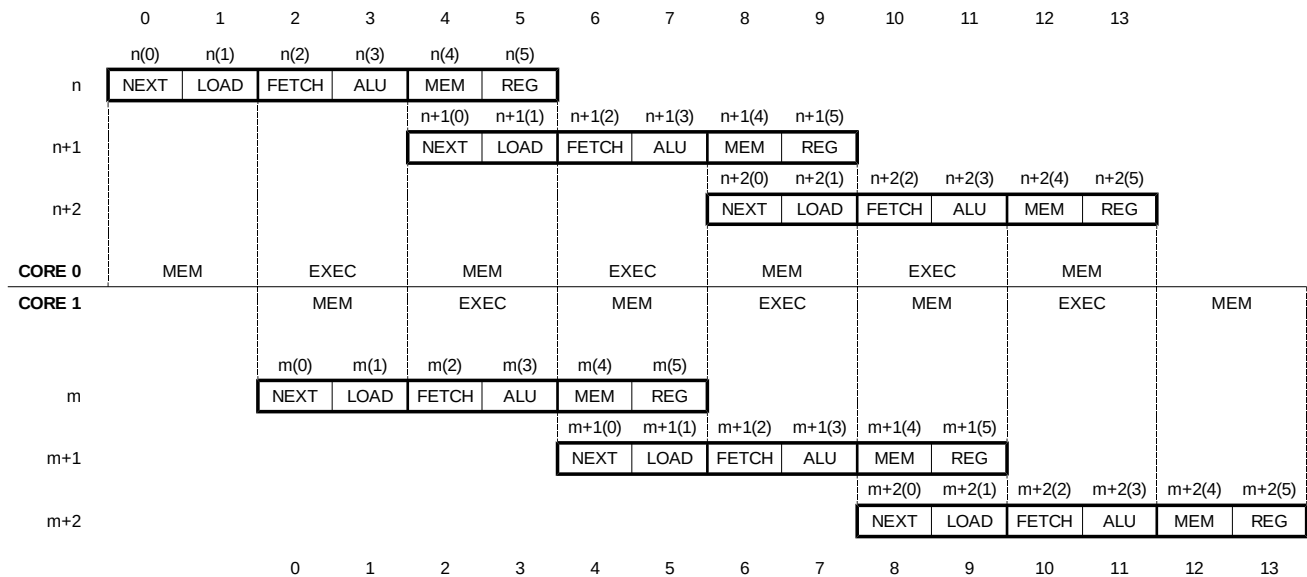 0 1 2 3 4 5 6 7 8 9 10 11 12 13
n(0) n(1) n(2) n(3) n(4) n(5)
n NEXT LOAD FETCH ALU MEM REG
n+1(0) n+1(1) n+1(2) n+1(3) n+1(4) n+1(5)
n+1 NEXT LOAD FETCH ALU MEM REG
n+2(0) n+2(1) n+2(2) n+2(3) n+2(4) n+2(5)
n+2 NEXT LOAD FETCH ALU MEM REG
CORE 0 MEM EXEC MEM EXEC MEM EXEC MEM
CORE 1 MEM EXEC MEM EXEC MEM EXEC MEM
m(0) m(1) m(2) m(3) m(4) m(5)
m NEXT LOAD FETCH ALU MEM REG
m+1(0) m+1(1) m+1(2) m+1(3) m+1(4) m+1(5)
m+1 NEXT LOAD FETCH ALU MEM REG
m+2(0) m+2(1) m+2(2) m+2(3) m+2(4) m+2(5)
m+2 NEXT LOAD FETCH ALU MEM REG
0 1 2 3 4 5 6 7 8 9 10 11 12 13